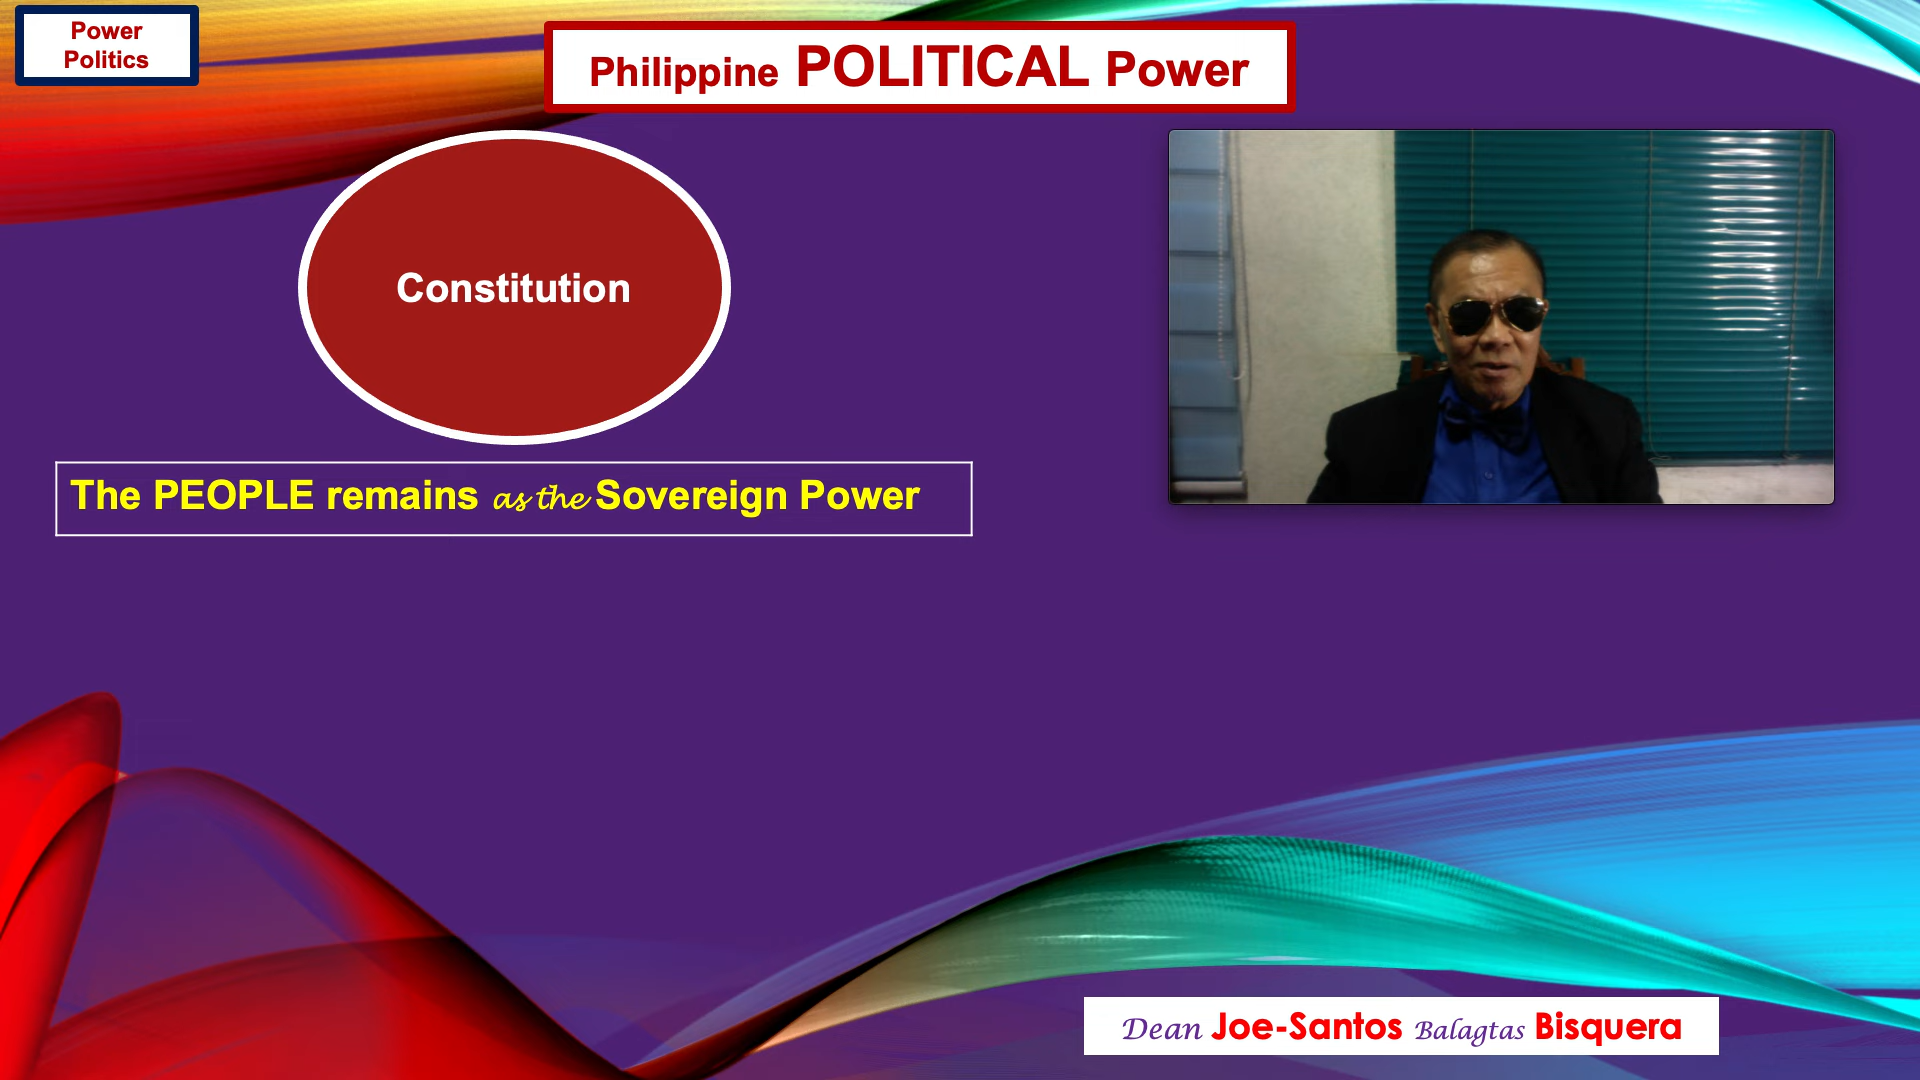 Power
Politics
Philippine POLITICAL Power
Constitution
The PEOPLE remains as the Sovereign Power
Dean Joe-Santos Balagtas Bisquera